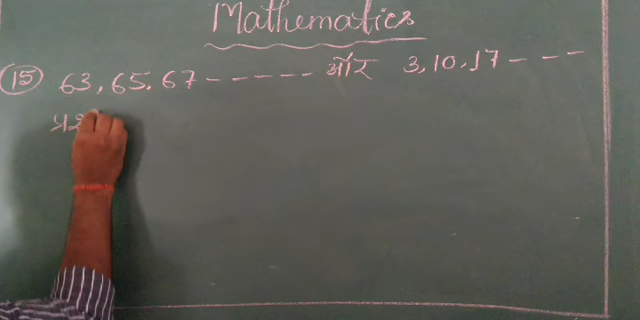 Mathematics
(15) 63, 65, 67 ------ और 3, 10, 17 ---